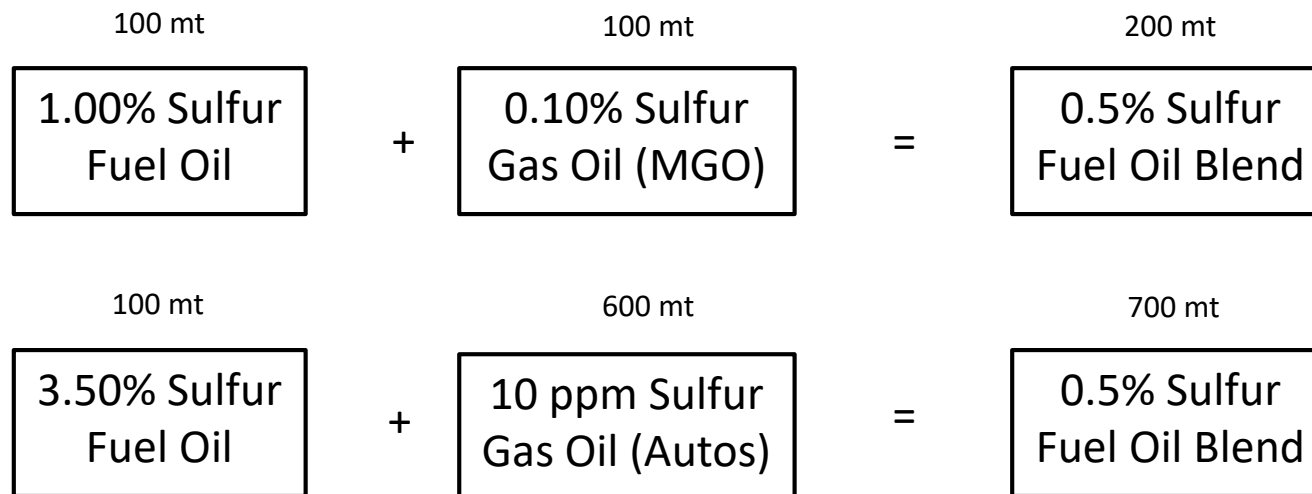 100 mt
100 mt
200 mt
1.00% Sulfur
Fuel Oil
+
0.10% Sulfur
Gas Oil (MGO)
=
0.5% Sulfur
Fuel Oil Blend
100 mt
600 mt
700 mt
3.50% Sulfur
Fuel Oil
+
10 ppm Sulfur
Gas Oil (Autos)
=
0.5% Sulfur
Fuel Oil Blend